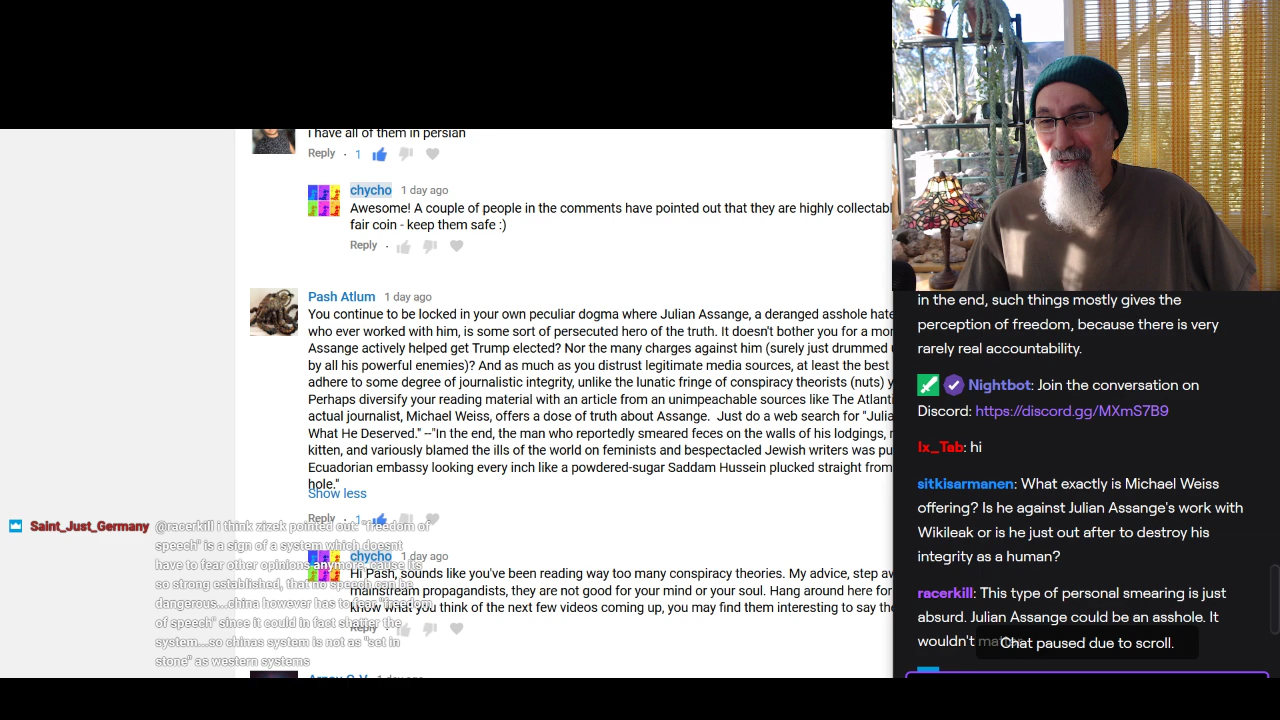 I have all of them in persian
Reply · 1
chycho 1 day ago
Awesome! A couple of people in the comments have pointed out that they are highly collectabl
fair coin - keep them safe :)
Reply ·
Pash Atlum 1 day ago
You continue to be locked in your own peculiar dogma where Julian Assange, a deranged asshole hate
who ever worked with him, is some sort of persecuted hero of the truth. It doesn't bother you for a mor
Assange actively helped get Trump elected? Nor the many charges against him (surely just drummed
by all his powerful enemies)? And as much as you distrust legitimate media sources, at least the best
adhere to some degree of journalistic integrity, unlike the lunatic fringe of conspiracy theorists (nuts) y
Perhaps diversify your reading material with an article from an unimpeachable sources like The Atlanti
actual journalist, Michael Weiss, offers a dose of truth about Assange. Just do a web search for "Julia
What He Deserved." --"In the end, the man who reportedly smeared feces on the walls of his lodgings,
kitten, and variously blamed the ills of the world on feminists and bespectacled Jewish writers was pu
Ecuadorian embassy looking every inch like a powdered-sugar Saddam Hussein plucked straight from
hole."
Show less
Reply · 1
chycho 1 day ago
Hi Pash, sounds like you've been reading way too many conspiracy theories. My advice, step aw
mainstream propagandists, they are not good for your mind or your soul. Hang around here for
know what you think of the next few videos coming up, you may find them interesting to say the
Reply
1 day ago
Saint_Just_Germany @racerkill i think zizek pointed out: "freedom of
speech" is a sign of a system which doesnt
have to fear other opinions anymore, cause its
so strong established, that no speech can be
dangerous...china however has to fear "freedom
of speech" since it could in fact shatter the
system...so chinas system is not as "set in
stone" as western systems
in the end, such things mostly gives the
perception of freedom, because there is very
rarely real accountability.
Nightbot: Join the conversation on
Discord: https://discord.gg/MXmS7B9
Ix_Tab: hi
sitkisarmanen: What exactly is Michael Weiss
offering? Is he against Julian Assange's work with
Wikileak or is he just out after to destroy his
integrity as a human?
racerkill: This type of personal smearing is just
absurd. Julian Assange could be an asshole. It
wouldn't
Chat paused due to scroll.